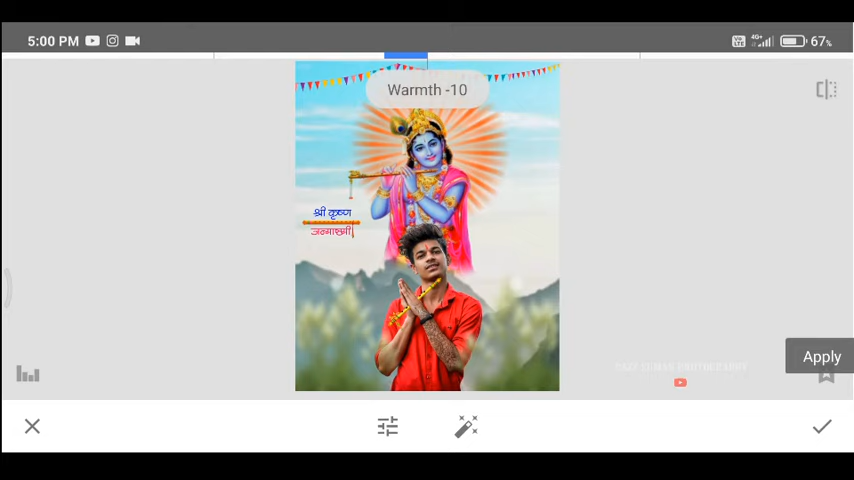 5:00 PM
67%
Warmth -10
श्री कृष्ण
जन्माष्टमी
Apply